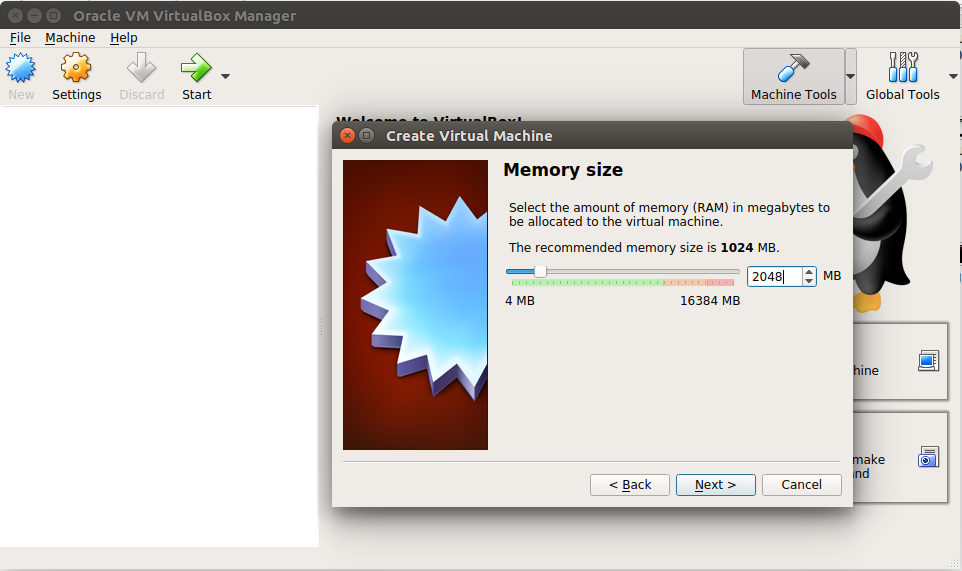 Oracle VM VirtualBox Manager
File Machine Help
New Settings Discard Start
Machine Tools Global Tools
Welcome to VirtualBox!
Create Virtual Machine
Memory size
Select the amount of memory (RAM) in megabytes to
be allocated to the virtual machine.
The recommended memory size is 1024 MB.
2048 MB
4 MB 16384 MB
hine
make
nd
< Back Next > Cancel